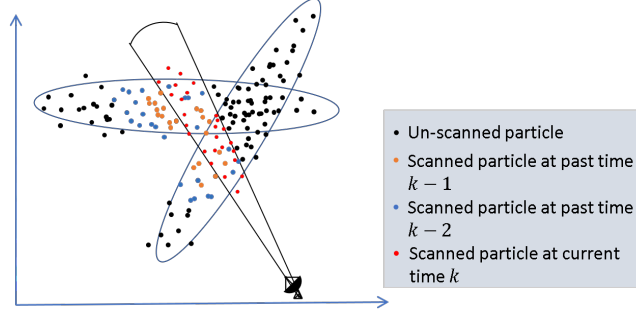 Un-scanned particle
Scanned particle at past time
k − 1
Scanned particle at past time
k − 2
Scanned particle at current
time k